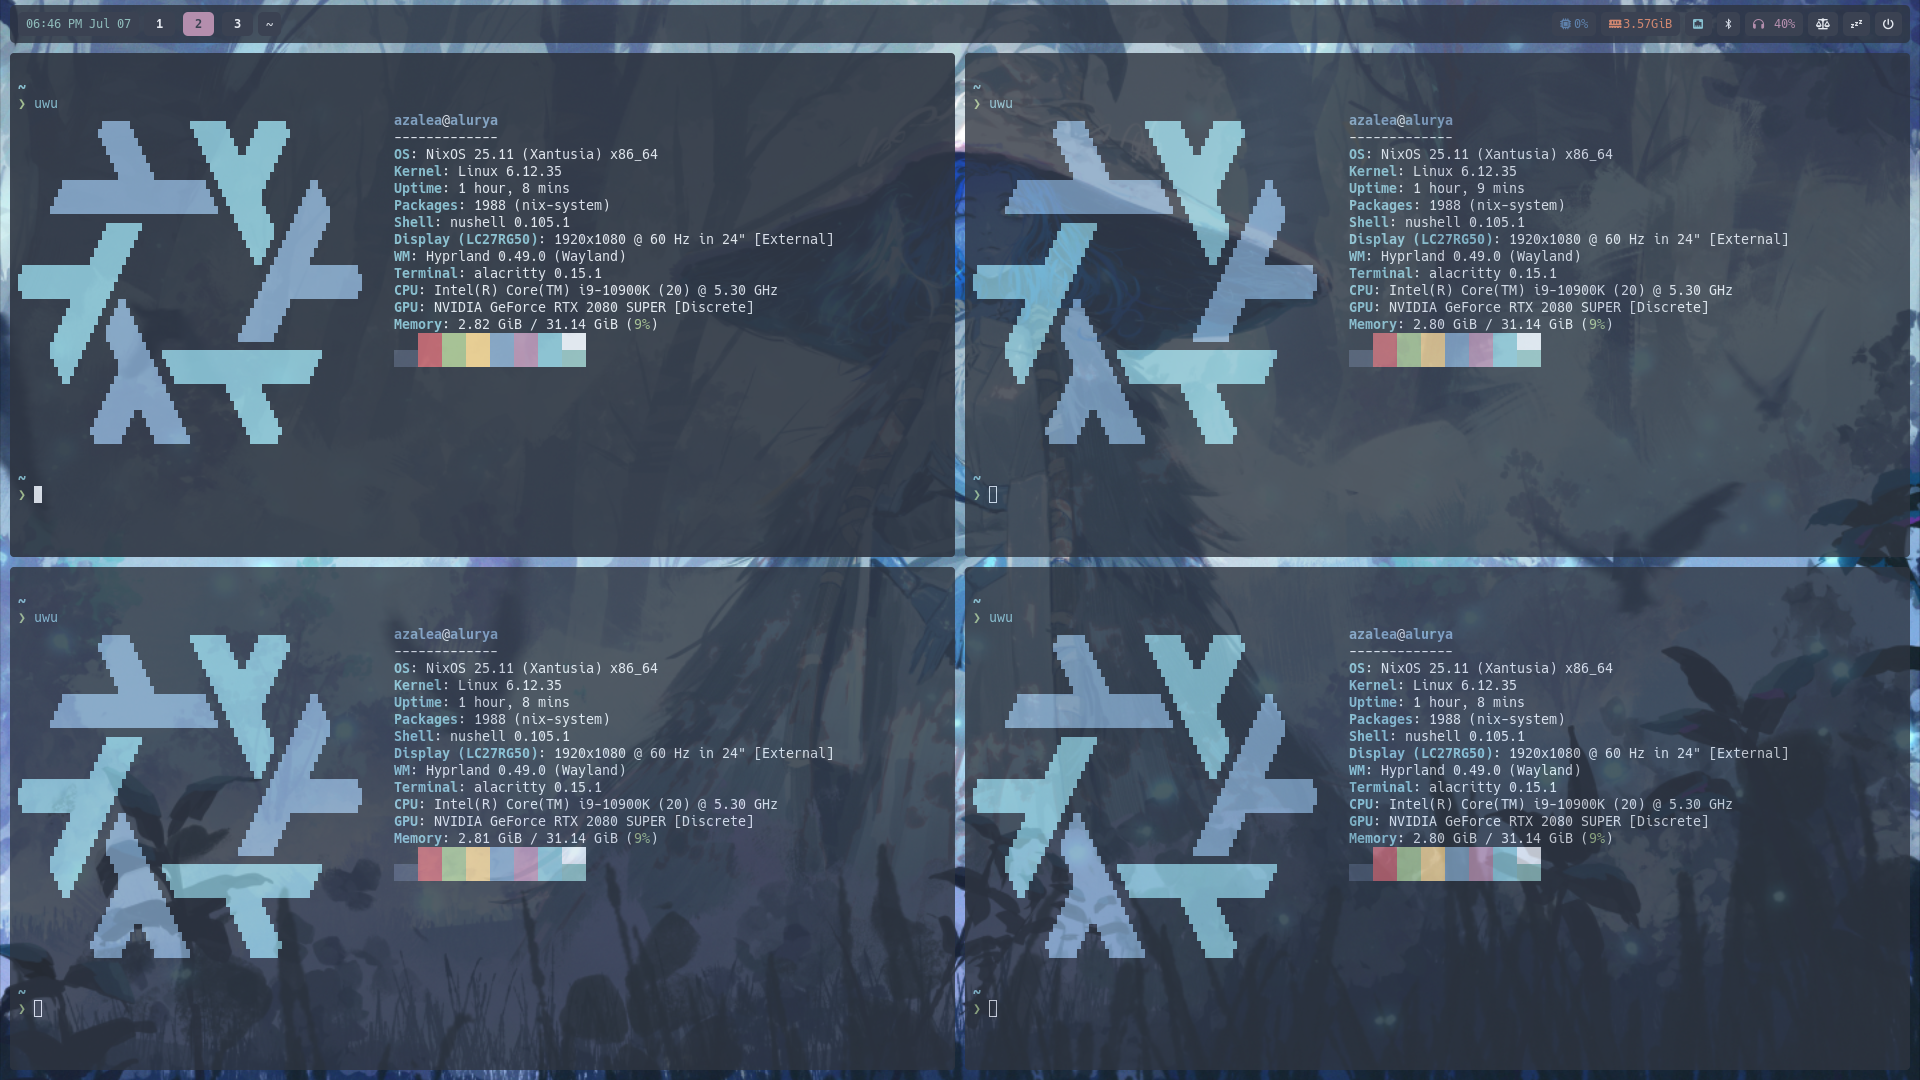 06:46 PM Jul 07 1 2 3 ~ 0% 3.57GiB 40%
~
❯ uwu
azalea@alurya
-------------
OS: NixOS 25.11 (Xantusia) x86_64
Kernel: Linux 6.12.35
Uptime: 1 hour, 8 mins
Packages: 1988 (nix-system)
Shell: nushell 0.105.1
Display (LC27RG50): 1920x1080 @ 60 Hz in 24" [External]
WM: Hyprland 0.49.0 (Wayland)
Terminal: alacritty 0.15.1
CPU: Intel(R) Core(TM) i9-10900K (20) @ 5.30 GHz
GPU: NVIDIA GeForce RTX 2080 SUPER [Discrete]
Memory: 2.82 GiB / 31.14 GiB (9%)
~
❯
~
❯ uwu
azalea@alurya
-------------
OS: NixOS 25.11 (Xantusia) x86_64
Kernel: Linux 6.12.35
Uptime: 1 hour, 9 mins
Packages: 1988 (nix-system)
Shell: nushell 0.105.1
Display (LC27RG50): 1920x1080 @ 60 Hz in 24" [External]
WM: Hyprland 0.49.0 (Wayland)
Terminal: alacritty 0.15.1
CPU: Intel(R) Core(TM) i9-10900K (20) @ 5.30 GHz
GPU: NVIDIA GeForce RTX 2080 SUPER [Discrete]
Memory: 2.80 GiB / 31.14 GiB (9%)
~
❯
~
❯ uwu
azalea@alurya
-------------
OS: NixOS 25.11 (Xantusia) x86_64
Kernel: Linux 6.12.35
Uptime: 1 hour, 8 mins
Packages: 1988 (nix-system)
Shell: nushell 0.105.1
Display (LC27RG50): 1920x1080 @ 60 Hz in 24" [External]
WM: Hyprland 0.49.0 (Wayland)
Terminal: alacritty 0.15.1
CPU: Intel(R) Core(TM) i9-10900K (20) @ 5.30 GHz
GPU: NVIDIA GeForce RTX 2080 SUPER [Discrete]
Memory: 2.81 GiB / 31.14 GiB (9%)
~
❯
~
❯ uwu
azalea@alurya
-------------
OS: NixOS 25.11 (Xantusia) x86_64
Kernel: Linux 6.12.35
Uptime: 1 hour, 8 mins
Packages: 1988 (nix-system)
Shell: nushell 0.105.1
Display (LC27RG50): 1920x1080 @ 60 Hz in 24" [External]
WM: Hyprland 0.49.0 (Wayland)
Terminal: alacritty 0.15.1
CPU: Intel(R) Core(TM) i9-10900K (20) @ 5.30 GHz
GPU: NVIDIA GeForce RTX 2080 SUPER [Discrete]
Memory: 2.80 GiB / 31.14 GiB (9%)
~
❯